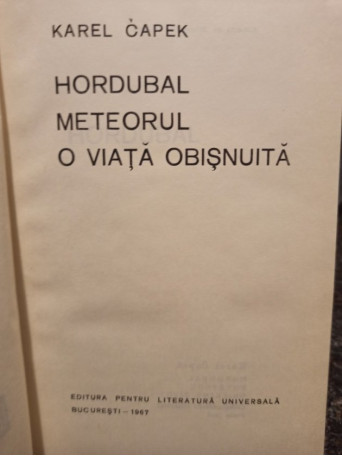 KAREL ČAPEK
HORDUBAL
METEORUL
O VIAȚĂ OBIȘNUITĂ
EDITURA PENTRU LITERATURĂ UNIVERSALĂ
BUCUREȘTI — 1967